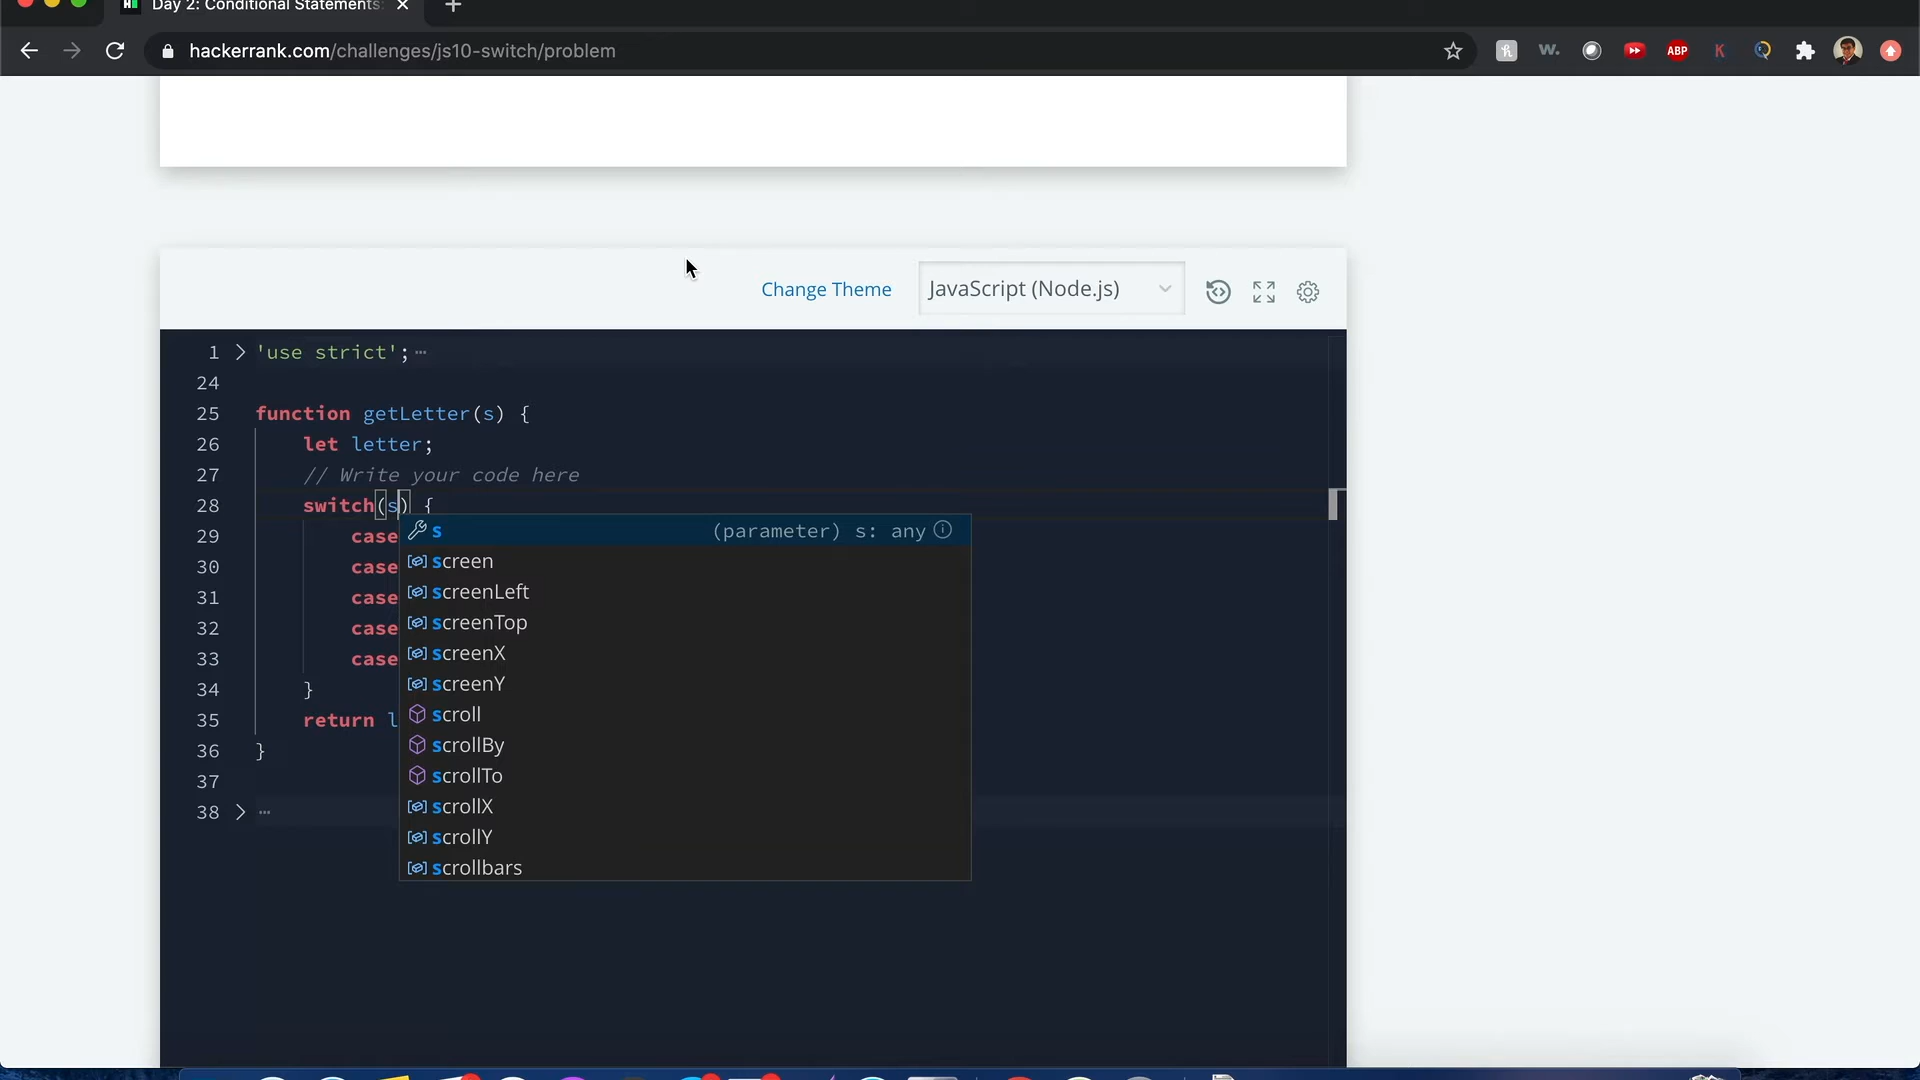 Day 2: Conditional Statements:
hackerrank.com/challenges/js10-switch/problem
W.
ABP
K
Change Theme
JavaScript (Node.js)
1 'use strict';
24
25 function getLetter(s) {
26 let letter;
27 // Write your code here
28 switch(s) {
29 case
30 case
31 case
32 case
33 case
34 }
35 return l
36 }
37
38
s (parameter) s: any
screen
screenLeft
screenTop
screenX
screenY
scroll
scrollBy
scrollTo
scrollX
scrollY
scrollbars